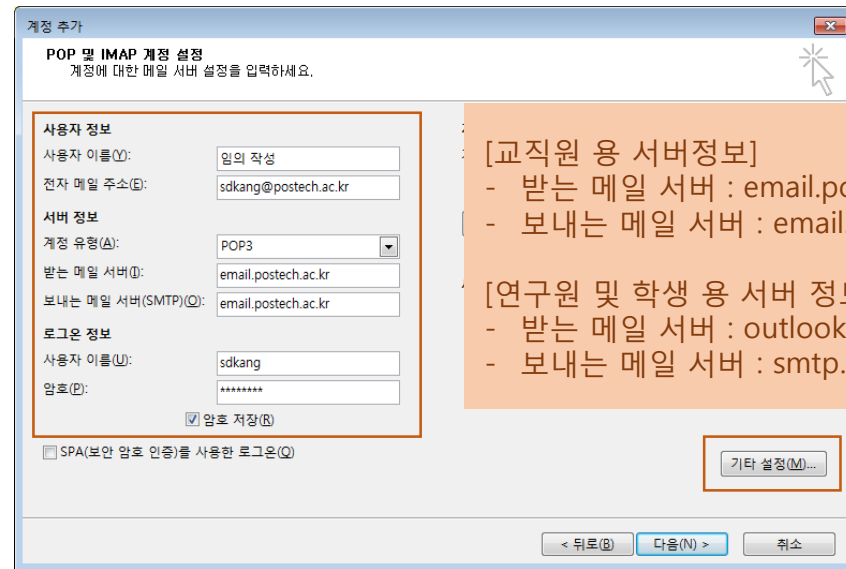 계정 추가
POP 및 IMAP 계정 설정
계정에 대한 메일 서버 설정을 입력하세요.
사용자 정보
사용자 이름(Y): 임의 작성
전자 메일 주소(E): sdkang@postech.ac.kr
서버 정보
계정 유형(A): POP3
받는 메일 서버(I): email.postech.ac.kr
보내는 메일 서버(SMTP)(O): email.postech.ac.kr
로그온 정보
사용자 이름(U): sdkang
암호(P): ********
암호 저장(R)
SPA(보안 암호 인증)를 사용한 로그온(Q)
[교직원 용 서버정보]
- 받는 메일 서버 : email.po
- 보내는 메일 서버 : email.
[연구원 및 학생 용 서버 정보
- 받는 메일 서버 : outlook
- 보내는 메일 서버 : smtp.
기타 설정(M)...
< 뒤로(B) 다음(N) > 취소